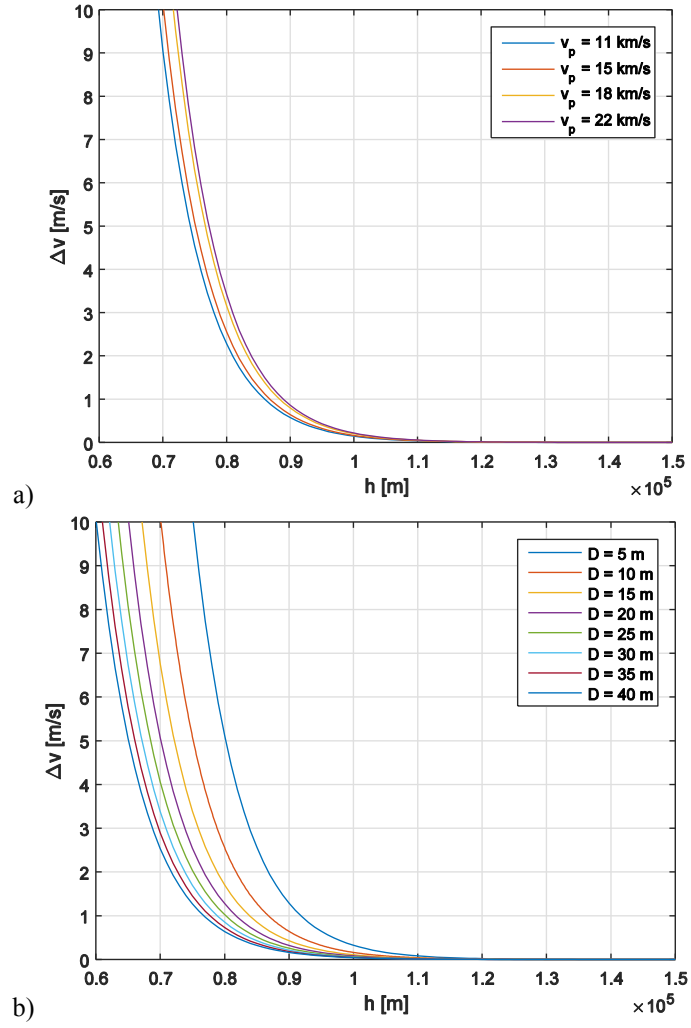 10
9
8
7
6
5
4
3
2
1
0
Δv [m/s]
v_p = 11 km/s
v_p = 15 km/s
v_p = 18 km/s
v_p = 22 km/s
0.6 0.7 0.8 0.9 1 1.1 1.2 1.3 1.4 1.5
h [m]
×10^5
a)
10
9
8
7
6
5
4
3
2
1
0
Δv [m/s]
D = 5 m
D = 10 m
D = 15 m
D = 20 m
D = 25 m
D = 30 m
D = 35 m
D = 40 m
0.6 0.7 0.8 0.9 1 1.1 1.2 1.3 1.4 1.5
h [m]
×10^5
b)